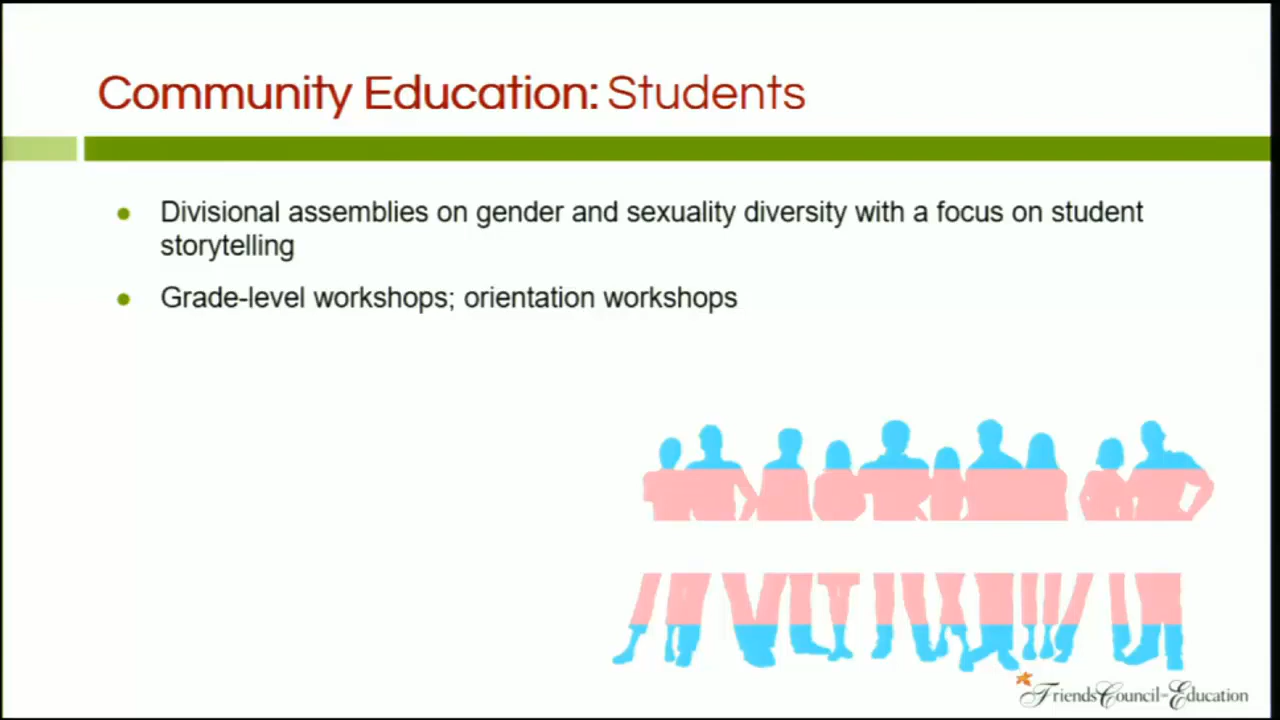 Community Education: Students
Divisional assemblies on gender and sexuality diversity with a focus on student
storytelling
Grade-level workshops; orientation workshops
Friends Council on Education